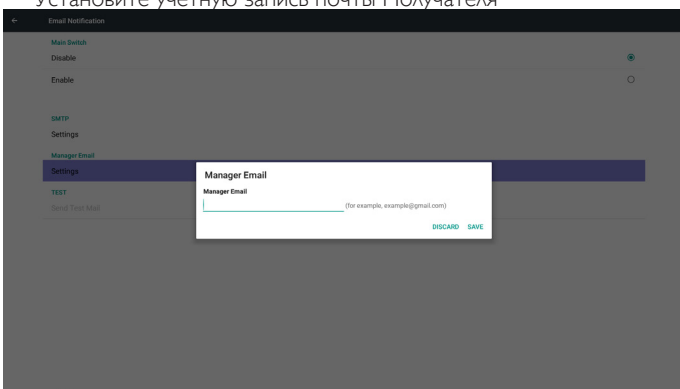 Установите учетную запись почты Получателя
← Email Notification
Main Switch
Disable
Enable
SMTP
Settings
Manager Email
Settings
TEST
Send Test Mail
Manager Email
Manager Email
(for example, example@gmail.com)
DISCARD SAVE